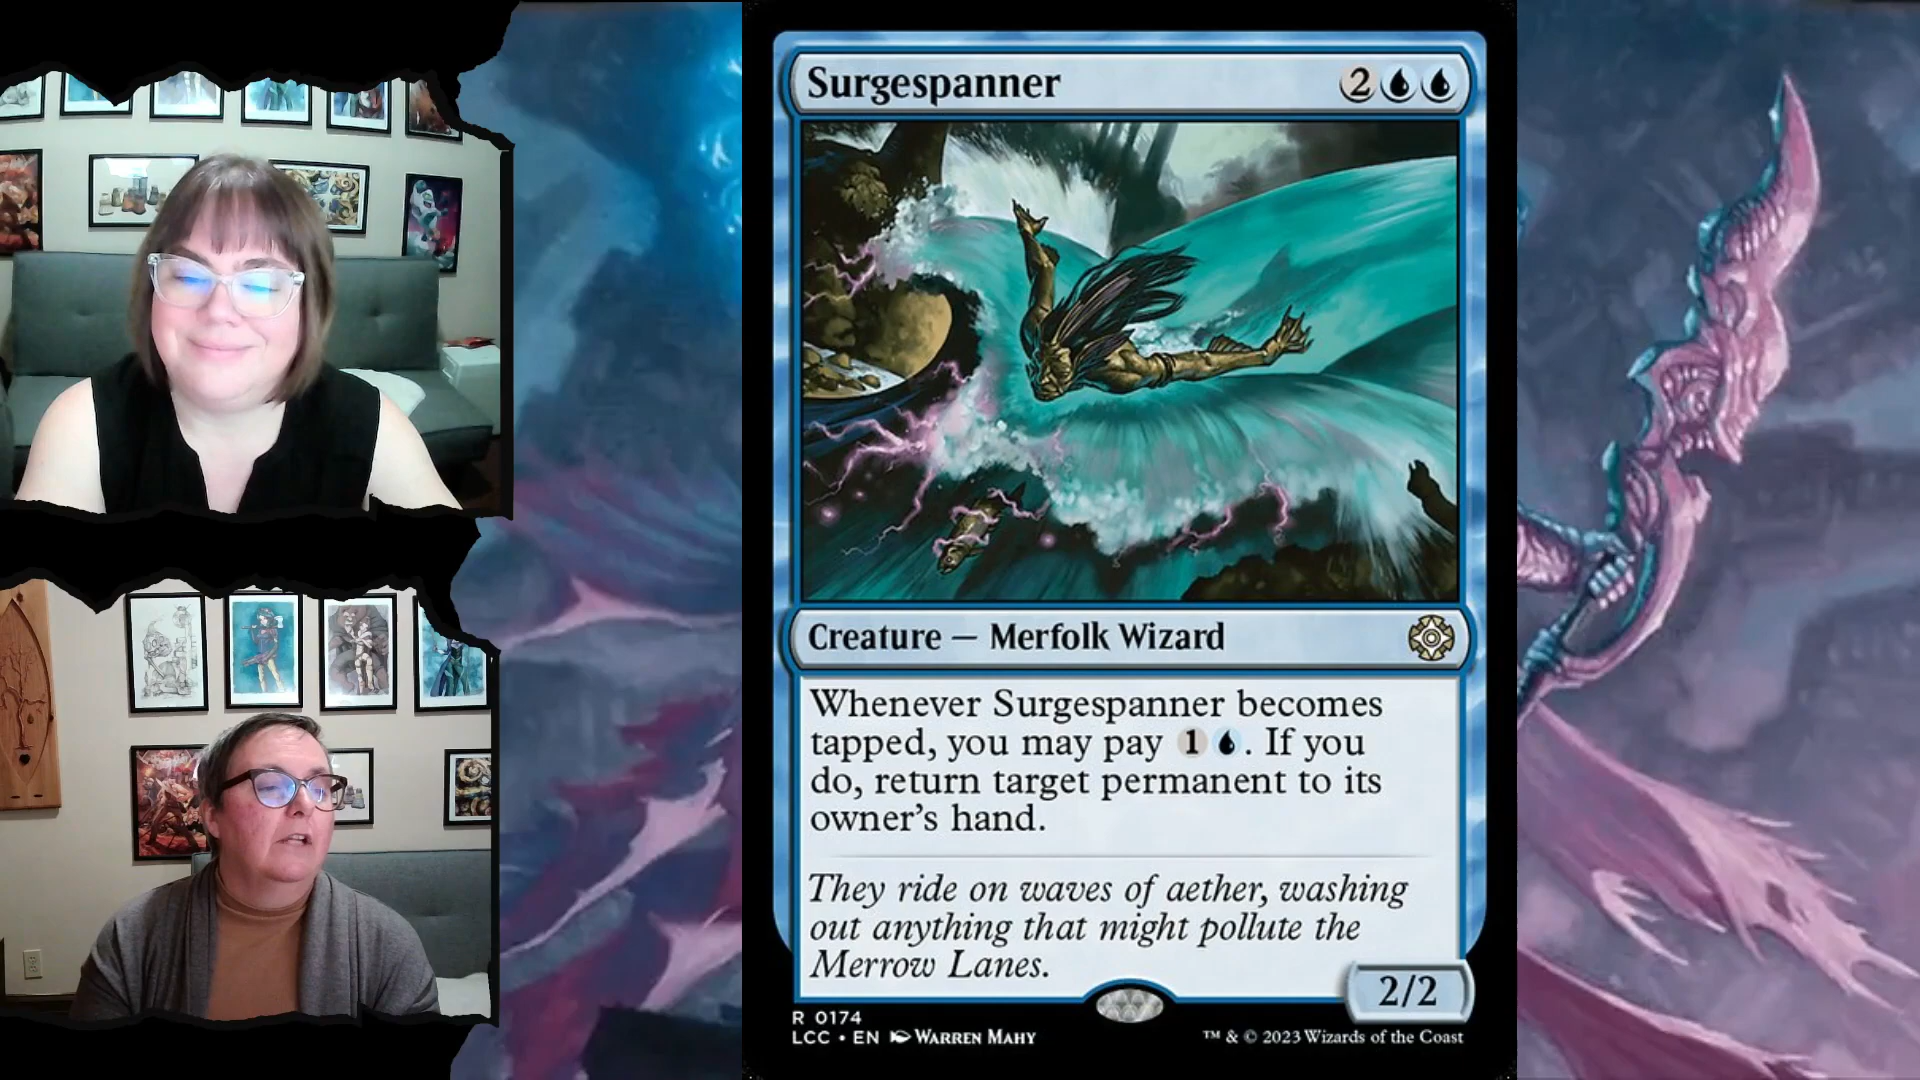 Surgespanner 2
Creature — Merfolk Wizard
Whenever Surgespanner becomes
tapped, you may pay 1 . If you
do, return target permanent to its
owner's hand.
They ride on waves of aether, washing
out anything that might pollute the
Merrow Lanes.
2/2
R 0174
LCC • EN Warren Mahy
™ & © 2023 Wizards of the Coast